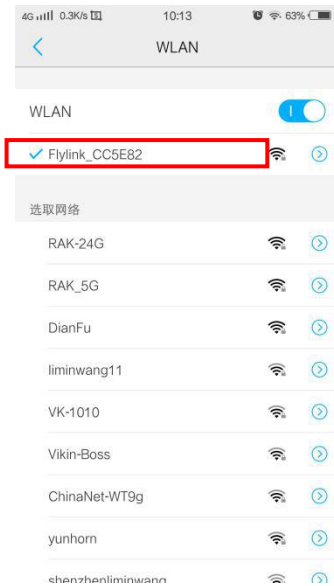 4G 0.3K/s 10:13 63%
WLAN
WLAN
Flylink_CC5E82
选取网络
RAK-24G
RAK_5G
DianFu
liminwang11
VK-1010
Vikin-Boss
ChinaNet-WT9g
yunhorn
shenzhenliminwang